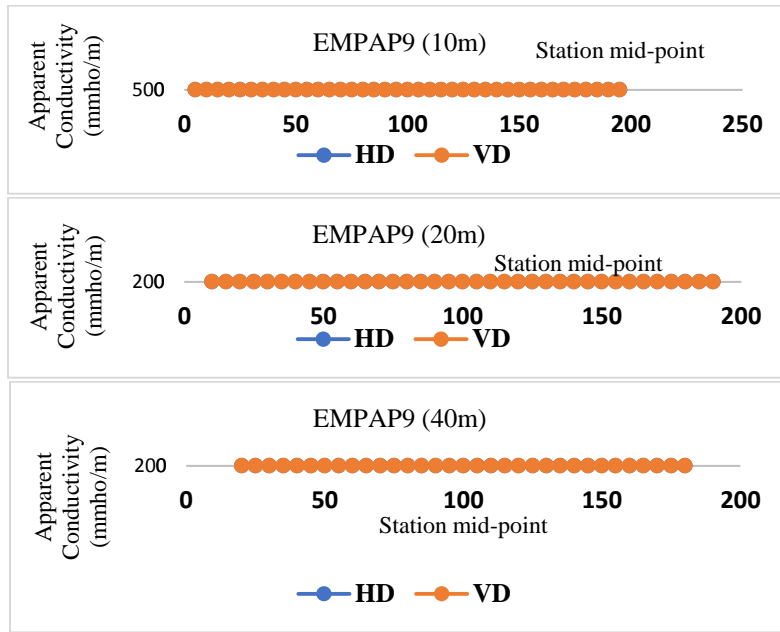 EMPAP9 (10m)
Station mid-point
Apparent
Conductivity
(mmho/m)
500
0 50 100 150 200 250
HD VD
EMPAP9 (20m)
Station mid-point
Apparent
Conductivity
(mmho/m)
200
0 50 100 150 200
HD VD
EMPAP9 (40m)
Apparent
Conductivity
(mmho/m)
200
0 50 100 150 200
Station mid-point
HD VD